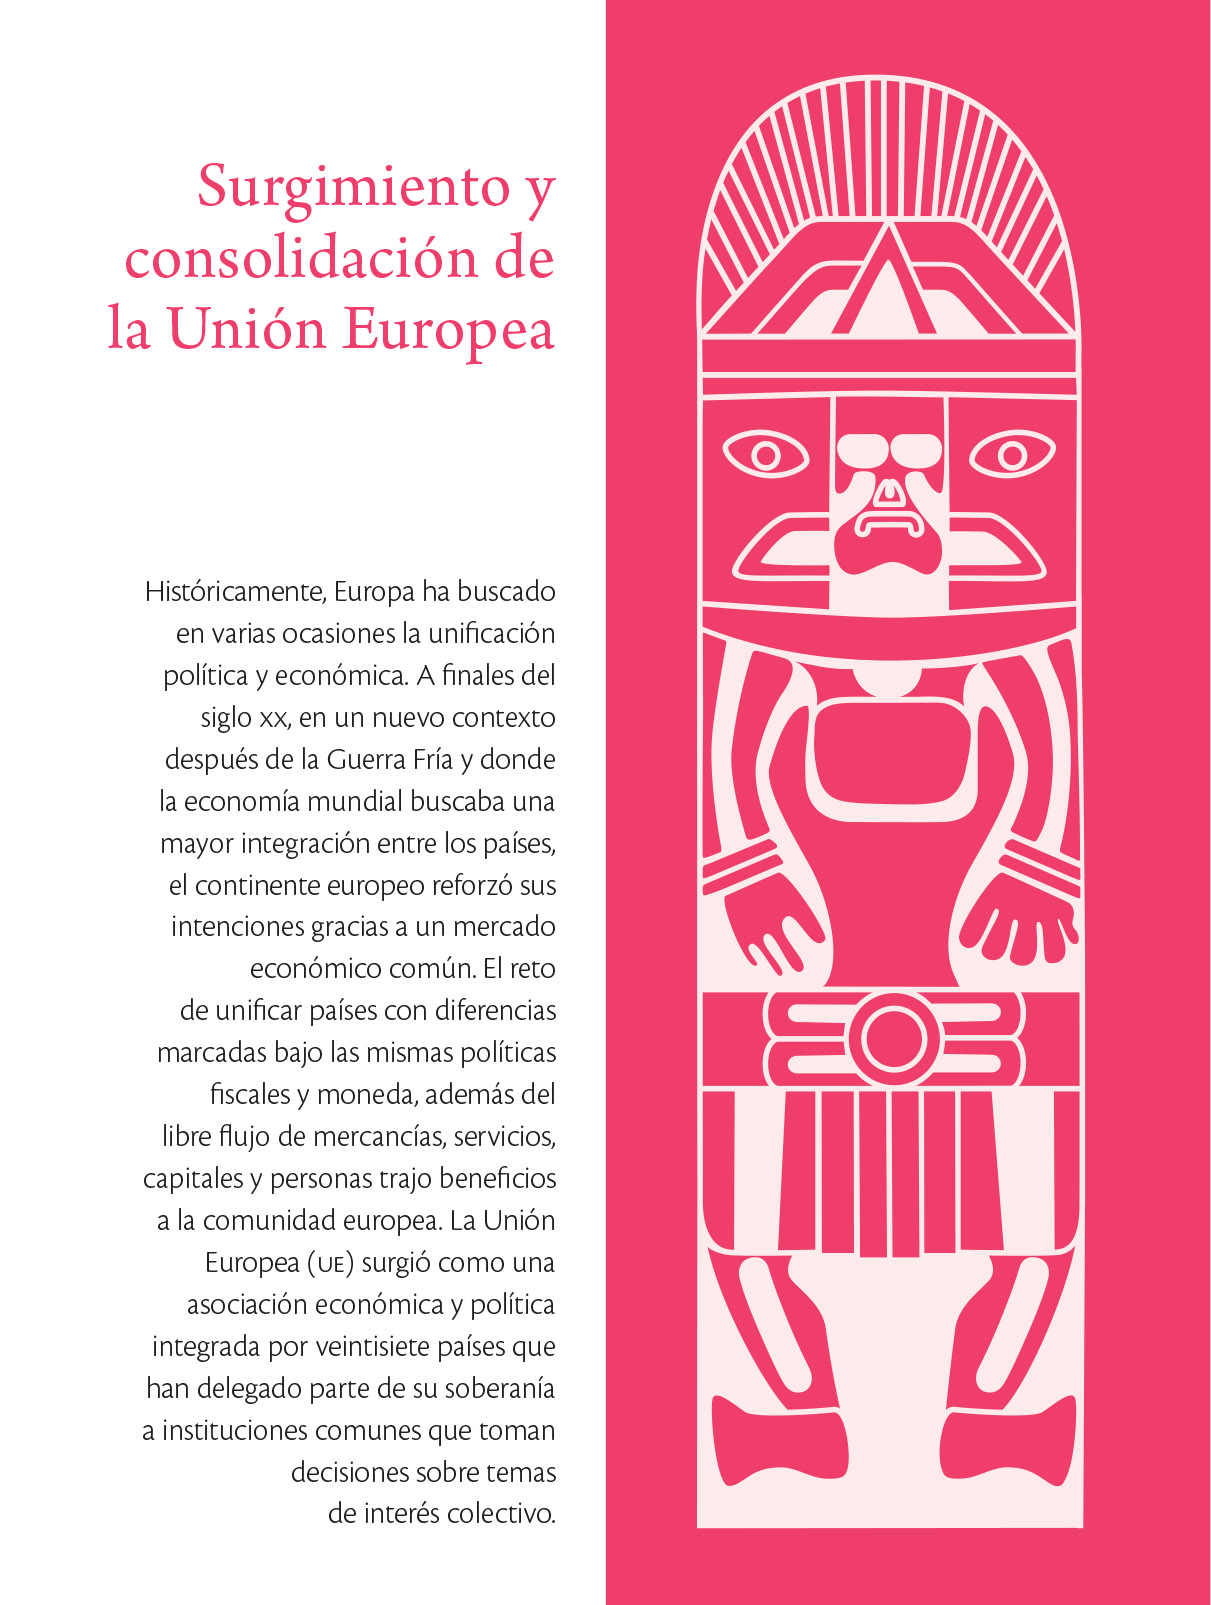 Surgimiento y
consolidación de
la Unión Europea
Históricamente, Europa ha buscado
en varias ocasiones la unificación
política y económica. A finales del
siglo XX, en un nuevo contexto
después de la Guerra Fría y donde
la economía mundial buscaba una
mayor integración entre los países,
el continente europeo reforzó sus
intenciones gracias a un mercado
económico común. El reto
de unificar países con diferencias
marcadas bajo las mismas políticas
fiscales y moneda, además del
libre flujo de mercancías, servicios,
capitales y personas trajo beneficios
a la comunidad europea. La Unión
Europea (UE) surgió como una
asociación económica y política
integrada por veintisiete países que
han delegado parte de su soberanía
a instituciones comunes que toman
decisiones sobre temas
de interés colectivo.